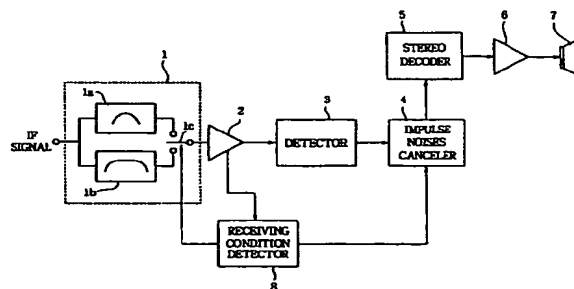 1
1a
1b
1c
IF
SIGNAL
2
3
DETECTOR
4
IMPULSE
NOISES
CANCELER
5
STEREO
DECODER
6
7
RECEIVING
CONDITION
DETECTOR
8